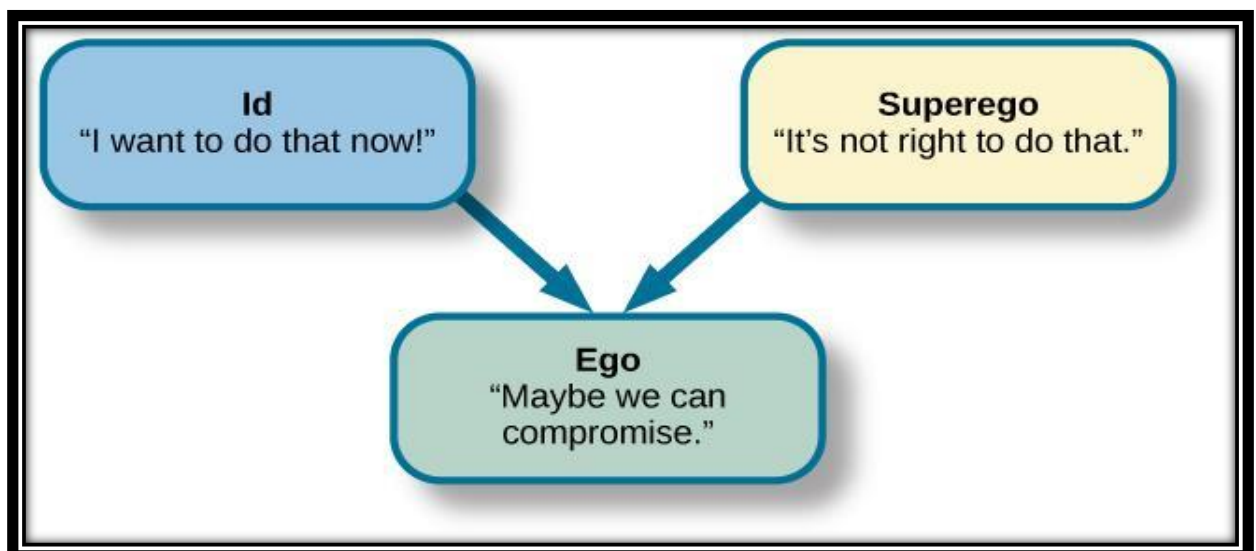 Id
“I want to do that now!”
Superego
“It’s not right to do that.”
Ego
“Maybe we can
compromise.”